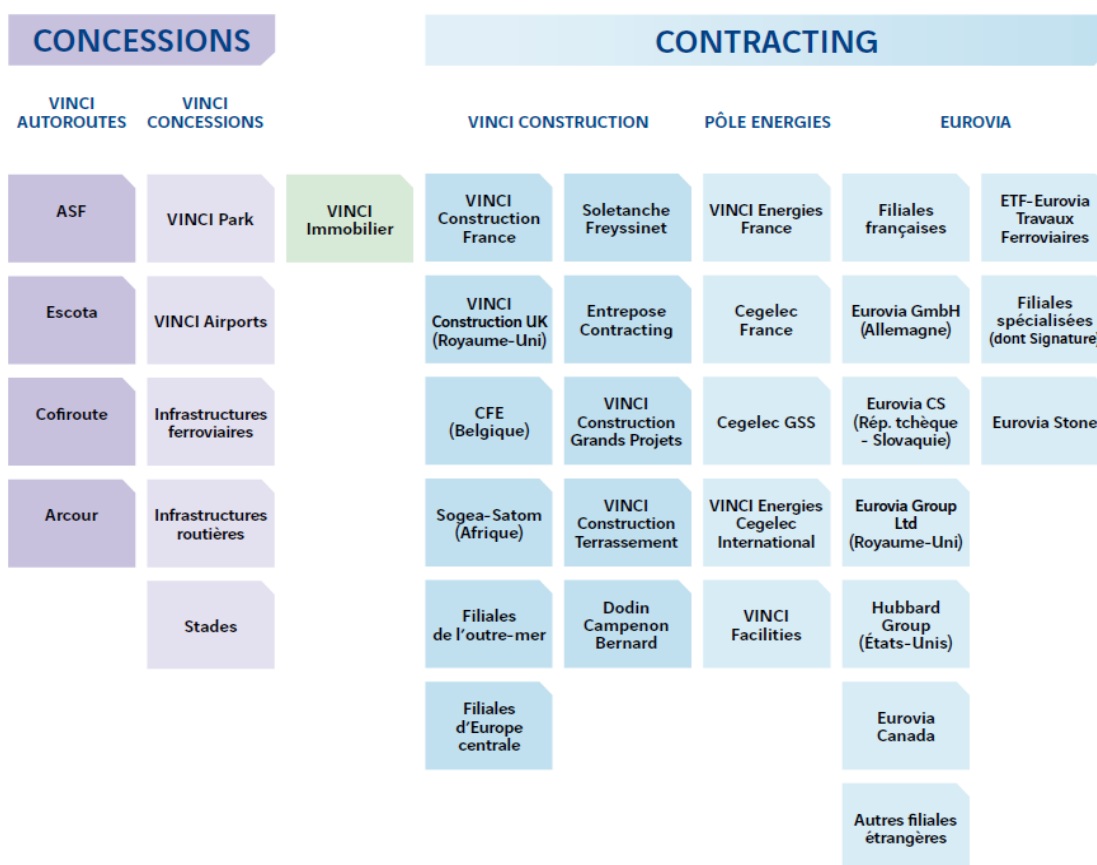 CONCESSIONS
CONTRACTING
VINCI
AUTOROUTES
VINCI
CONCESSIONS
VINCI CONSTRUCTION
PÔLE ENERGIES
EUROVIA
ASF
VINCI Park
VINCI
Immobilier
VINCI
Construction
France
Soletanche
Freyssinet
VINCI Energies
France
Filiales
françaises
ETF-Eurovia
Travaux
Ferroviaires
Escota
VINCI Airports
VINCI
Construction UK
(Royaume-Uni)
Entrepose
Contracting
Cegelec
France
Eurovia GmbH
(Allemagne)
Filiales
spécialisées
(dont Signature)
Cofiroute
Infrastructures
ferroviaires
CFE
(Belgique)
VINCI
Construction
Grands Projets
Cegelec GSS
Eurovia CS
(Rép. tchèque
- Slovaquie)
Eurovia Stone
Arcour
Infrastructures
routières
Sogea-Satom
(Afrique)
VINCI
Construction
Terrassement
VINCI Energies
Cegelec
International
Eurovia Group
Ltd
(Royaume-Uni)
Stades
Filiales
de l'outre-mer
Dodin
Campenon
Bernard
VINCI
Facilities
Hubbard
Group
(États-Unis)
Filiales
d'Europe
centrale
Eurovia
Canada
Autres filiales
étrangères